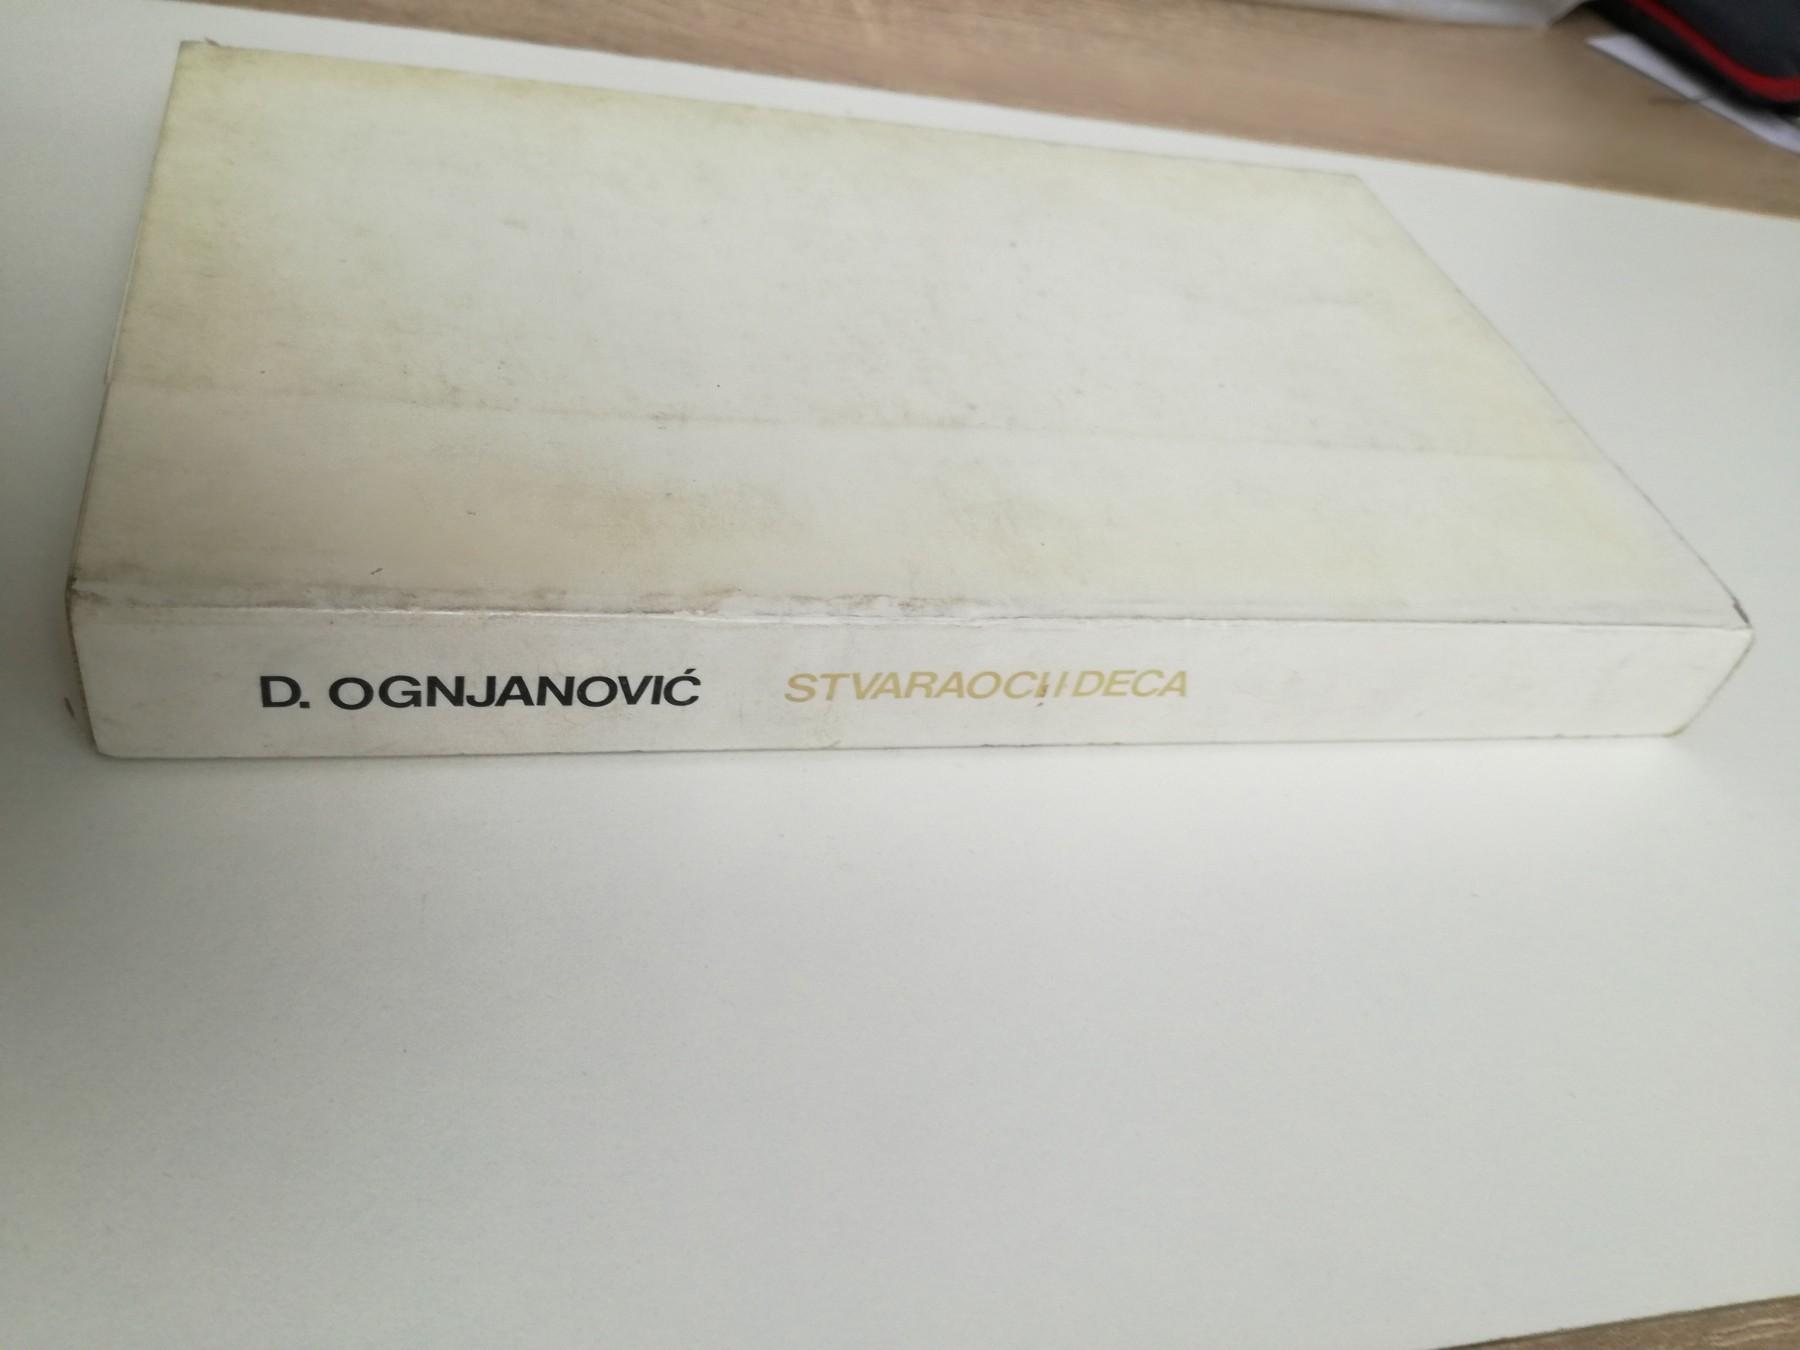 D. OGNJANOVIĆ STVARAOCI I DECA